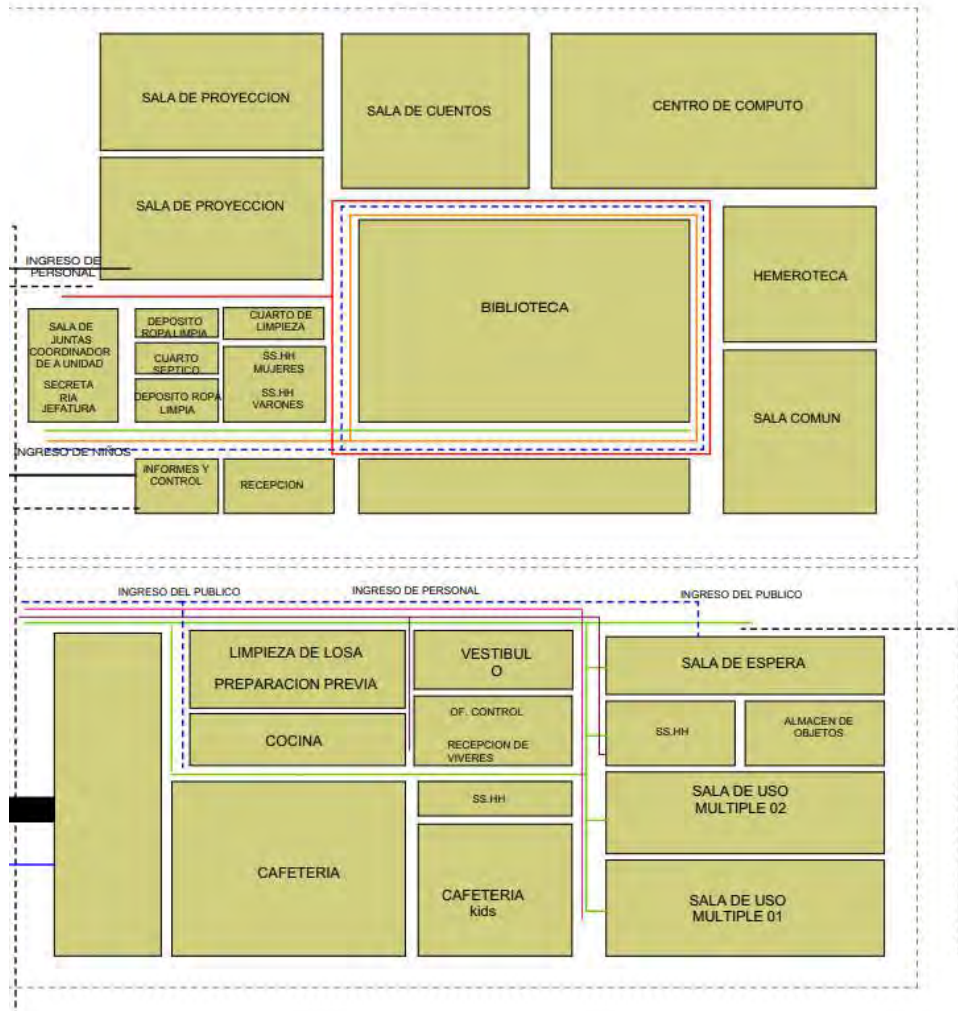 SALA DE PROYECCION
SALA DE CUENTOS
CENTRO DE COMPUTO
SALA DE PROYECCION
INGRESO DE
PERSONAL
HEMEROTECA
BIBLIOTECA
SALA DE
JUNTAS
COORDINADOR
DE A UNIDAD
SECRETA
RIA
JEFATURA
DEPOSITO
ROPA LIMPIA
CUARTO DE
LIMPIEZA
CUARTO
SEPTICO
SS.HH
MUJERES
DEPOSITO ROPA
LIMPIA
SS.HH
VARONES
SALA COMUN
INGRESO DE NIÑOS
INFORMES Y
CONTROL
RECEPCION
INGRESO DEL PUBLICO
INGRESO DE PERSONAL
INGRESO DEL PUBLICO
LIMPIEZA DE LOSA
PREPARACION PREVIA
VESTIBUL
O
SALA DE ESPERA
COCINA
OF. CONTROL
RECEPCION DE
VIVERES
SS.HH
ALMACEN DE
OBJETOS
SS.HH
SALA DE USO
MULTIPLE 02
CAFETERIA
CAFETERIA
kids
SALA DE USO
MULTIPLE 01